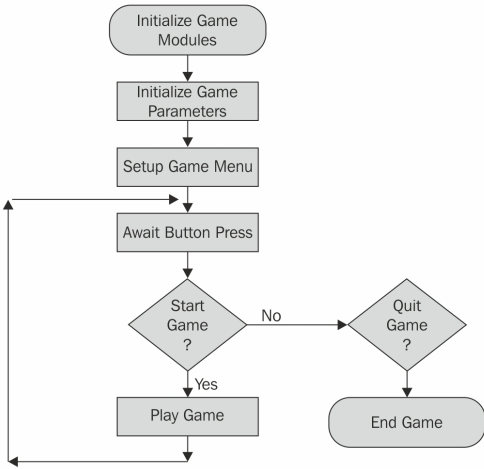 Initialize Game
Modules
Initialize Game
Parameters
Setup Game Menu
Await Button Press
Start
Game
?
No
Quit
Game
?
Yes
Play Game
End Game